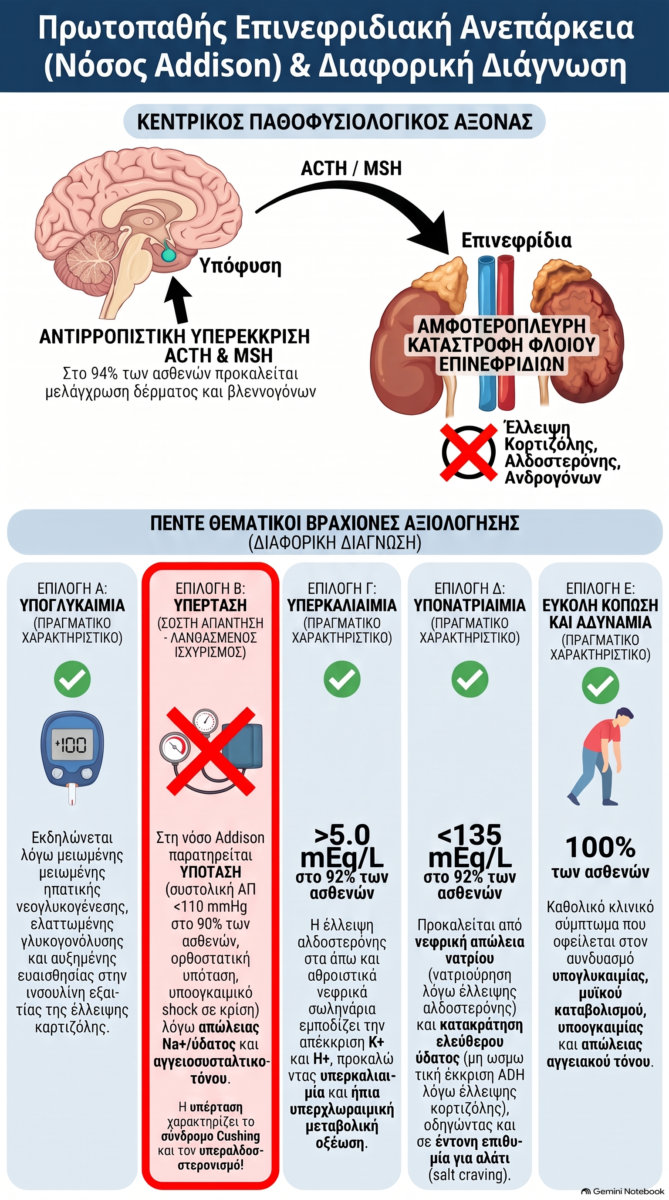 Πρωτοπαθής Επινεφριδιακή Ανεπάρκεια
(Νόσος Addison) & Διαφορική Διάγνωση
ΚΕΝΤΡΙΚΟΣ ΠΑΘΟΦΥΣΙΟΛΟΓΙΚΟΣ ΑΞΟΝΑΣ
ACTH / MSH
Υπόφυση
Επινεφρίδια
ΑΝΤΙΡΡΟΠΙΣΤΙΚΗ ΥΠΕΡΕΚΚΡΙΣΗ
ACTH & MSH
Στο 94% των ασθενών προκαλείται
μελάγχρωση δέρματος και βλεννογόνων
ΑΜΦΟΤΕΡΟΠΛΕΥΡΗ
ΚΑΤΑΣΤΡΟΦΗ ΦΛΟΙΟΥ
ΕΠΙΝΕΦΡΙΔΙΩΝ
Έλλειψη
Κορτιζόλης,
Αλδοστερόνης,
Ανδρογόνων
ΠΕΝΤΕ ΘΕΜΑΤΙΚΟΙ ΒΡΑΧΙΟΝΕΣ ΑΞΙΟΛΟΓΗΣΗΣ
(ΔΙΑΦΟΡΙΚΗ ΔΙΑΓΝΩΣΗ)
ΕΠΙΛΟΓΗ Α:
ΥΠΟΓΛΥΚΑΙΜΙΑ
(ΠΡΑΓΜΑΤΙΚΟ
ΧΑΡΑΚΤΗΡΙΣΤΙΚΟ)
+100
Εκδηλώνεται
λόγω μειωμένης
μειωμένης
ηπατικής
νεογλυκογένεσης,
ελαττωμένης
γλυκογονόλυσης
και αυξημένης
ευαισθησίας στην
ινσουλίνη εξαι-
τίας της έλλειψης
καρτιζόλης.
ΕΠΙΛΟΓΗ Β:
ΥΠΕΡΤΑΣΗ
(ΣΟΣΤΗ ΑΠΑΝΤΗΣΗ
- ΛΑΝΘΑΣΜΕΝΟΣ
ΙΣΧΥΡΙΣΜΟΣ)
Στη νόσο Addison
παρατηρείται
ΥΠΟΤΑΣΗ
(συστολική ΑΠ
<110 mmHg
στο 90% των
ασθενών,
ορθοστατική
υπόταση,
υποογκαιμικό
shock σε κρίση)
λόγω απώλειας
Na+/ύδατος και
αγγειοσυσταλτικο-
τόνου.
Η υπέρταση
χαρακτηρίζει το
σύνδρομο Cushing
και τον υπεραλδοσ-
στερονισμό!
ΕΠΙΛΟΓΗ Γ:
ΥΠΕΡΚΑΛΙΑΙΜΙΑ
(ΠΡΑΓΜΑΤΙΚΟ
ΧΑΡΑΚΤΗΡΙΣΤΙΚΟ)
>5.0
mEq/L
στο 92% των
ασθενών
Η έλλειψη
αλδοστερόνης
στα άπω και
αθροιστικά
νεφρικά
σωληνάρια
εμποδίζει την
απέκκριση K+
και H+, προκαλώ
ντας υπερκαλιαι-
μία και ήπια
υπερχλωραιμική
μεταβολική
οξέωση.
ΕΠΙΛΟΓΗ Δ:
ΥΠΟΝΑΤΡΙΑΙΜΙΑ
(ΠΡΑΓΜΑΤΙΚΟ
ΧΑΡΑΚΤΗΡΙΣΤΙΚΟ)
<135
mEq/L
στο 92% των
ασθενών
Προκαλείται από
νεφρική απώλεια
νατρίου
(νατριούρηση
λόγω έλλειψης
αλδοστερόνης)
και κατακράτηση
ελεύθερου
ύδατος (μη ωσμω
τική έκκριση ADH
λόγω έλλειψης
κορτιζόλης),
οδηγώντας και
σε έντονη επιθυ-
μία για αλάτι
(salt craving).
ΕΠΙΛΟΓΗ Ε:
ΕΥΚΟΛΗ ΚΟΠΩΣΗ
ΚΑΙ ΑΔΥΝΑΜΙΑ
(ΠΡΑΓΜΑΤΙΚΟ
ΧΑΡΑΚΤΗΡΙΣΤΙΚΟ)
100%
των ασθενών
Καθολικό κλινικό
σύμπτωμα που
οφείλεται στον
συνδυασμό
υπογλυκαιμίας,
μυϊκού
καταβολισμού,
υποογκαιμίας
και απώλειας
αγγειακού τόνου.
Gemini Notebook